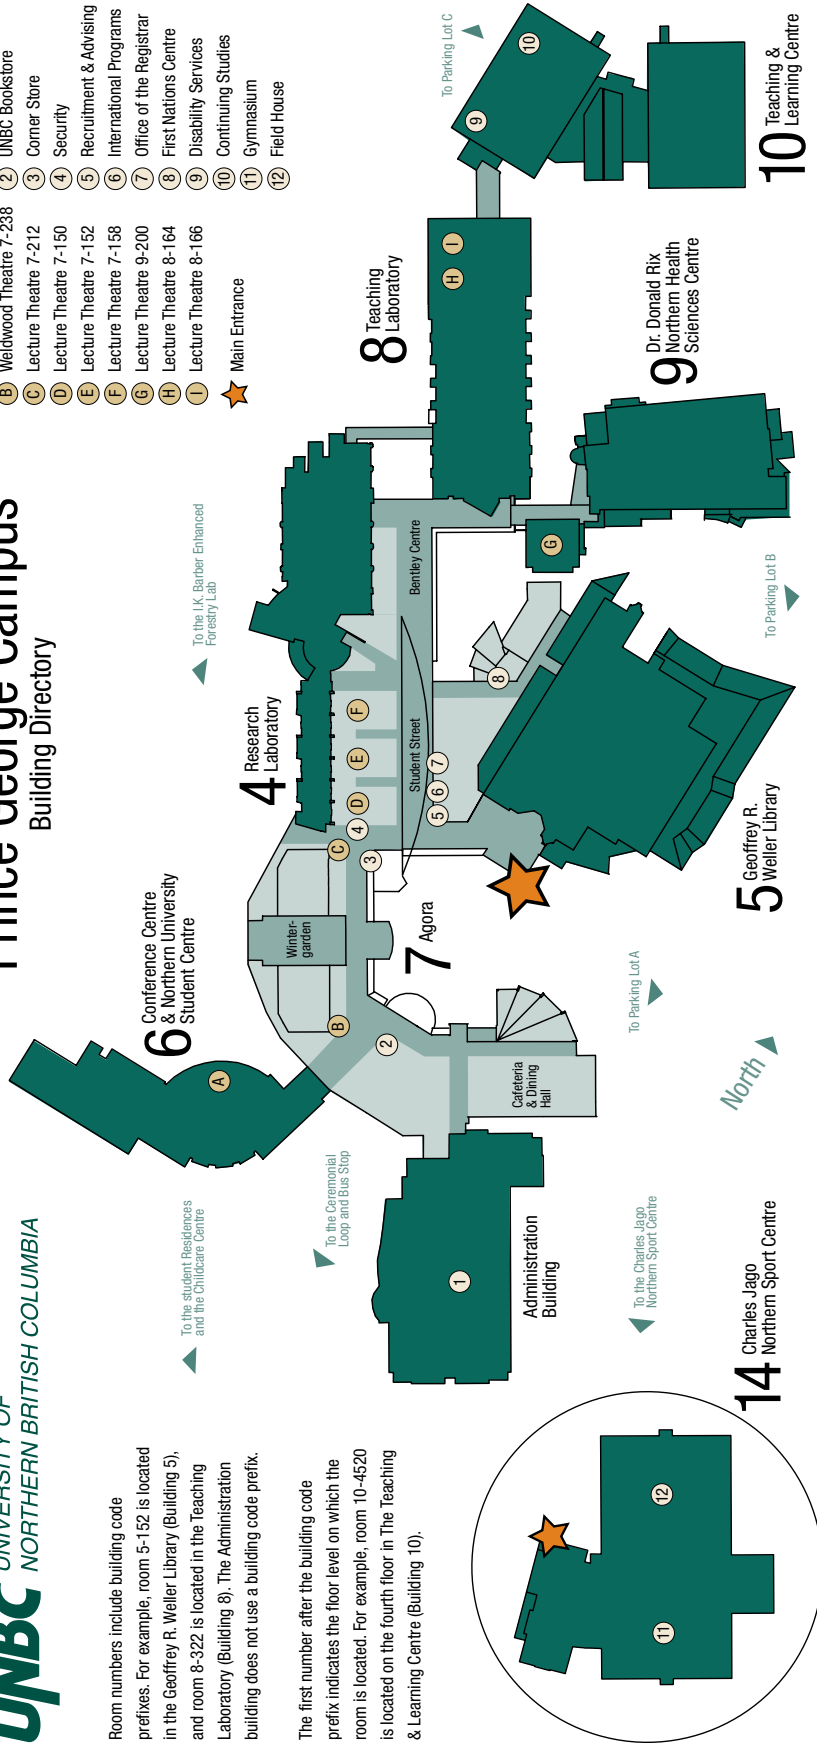 UNBC
UNIVERSITY OF
NORTHERN BRITISH COLUMBIA
Prince George Campus
Building Directory
B Weldwood Theatre 7-238
C Lecture Theatre 7-212
D Lecture Theatre 7-150
E Lecture Theatre 7-152
F Lecture Theatre 7-158
G Lecture Theatre 9-200
H Lecture Theatre 8-164
I Lecture Theatre 8-166
Main Entrance
2 UNBC Bookstore
3 Corner Store
4 Security
5 Recruitment & Advising
6 International Programs
7 Office of the Registrar
8 First Nations Centre
9 Disability Services
10 Continuing Studies
11 Gymnasium
12 Field House
Room numbers include building code
prefixes. For example, room 5-152 is located
in the Geoffrey R. Weller Library (Building 5),
and room 8-322 is located in the Teaching
Laboratory (Building 8). The Administration
building does not use a building code prefix.
The first number after the building code
prefix indicates the floor level on which the
room is located. For example, room 10-4520
is located on the fourth floor in The Teaching
& Learning Centre (Building 10).
To the student Residences
and the Childcare Centre
6 Conference Centre
& Northern University
Student Centre
A
To the I.K. Barber Enhanced
Forestry Lab
4 Research
Laboratory
To the Ceremonial
Loop and Bus Stop
Winter-
garden
B
C
2
3
4
D
E
F
7 Agora
Student Street
Bentley Centre
5
6
7
8
8 Teaching
Laboratory
H
I
To Parking Lot C
9
10
10 Teaching &
Learning Centre
G
9 Dr. Donald Rix
Northern Health
Sciences Centre
To Parking Lot B
5 Geoffrey R.
Weller Library
Cafeteria
& Dining
Hall
1
Administration
Building
To Parking Lot A
North
To the Charles Jago
Northern Sport Centre
14 Charles Jago
Northern Sport Centre
11
12